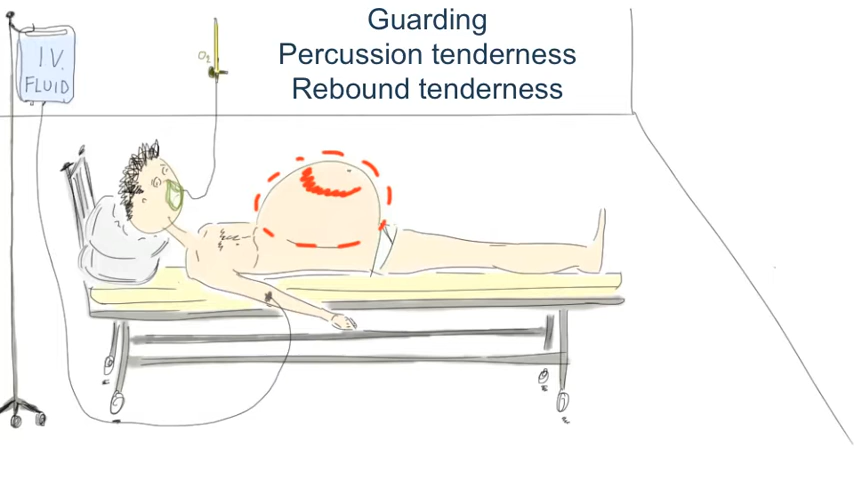 Guarding
Percussion tenderness
Rebound tenderness
I V.
FLUID
O₂